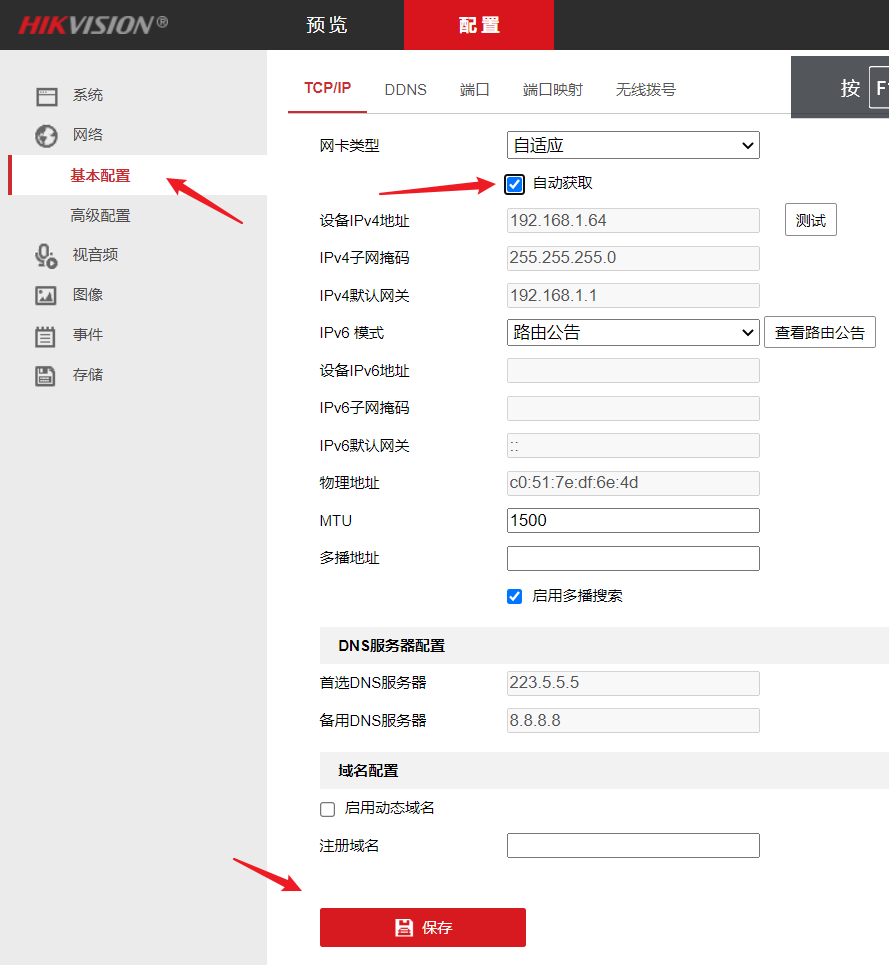 HIKVISION®
预览
配置
系统
网络
基本配置
高级配置
视音频
图像
事件
存储
TCP/IP
DDNS
端口
端口映射
无线拨号
按
网卡类型
自适应
自动获取
设备IPv4地址
192.168.1.64
测试
IPv4子网掩码
255.255.255.0
IPv4默认网关
192.168.1.1
IPv6 模式
路由公告
查看路由公告
设备IPv6地址
IPv6子网掩码
IPv6默认网关
::
物理地址
c0:51:7e:df:6e:4d
MTU
1500
多播地址
启用多播搜索
DNS服务器配置
首选DNS服务器
223.5.5.5
备用DNS服务器
8.8.8.8
域名配置
启用动态域名
注册域名
保存